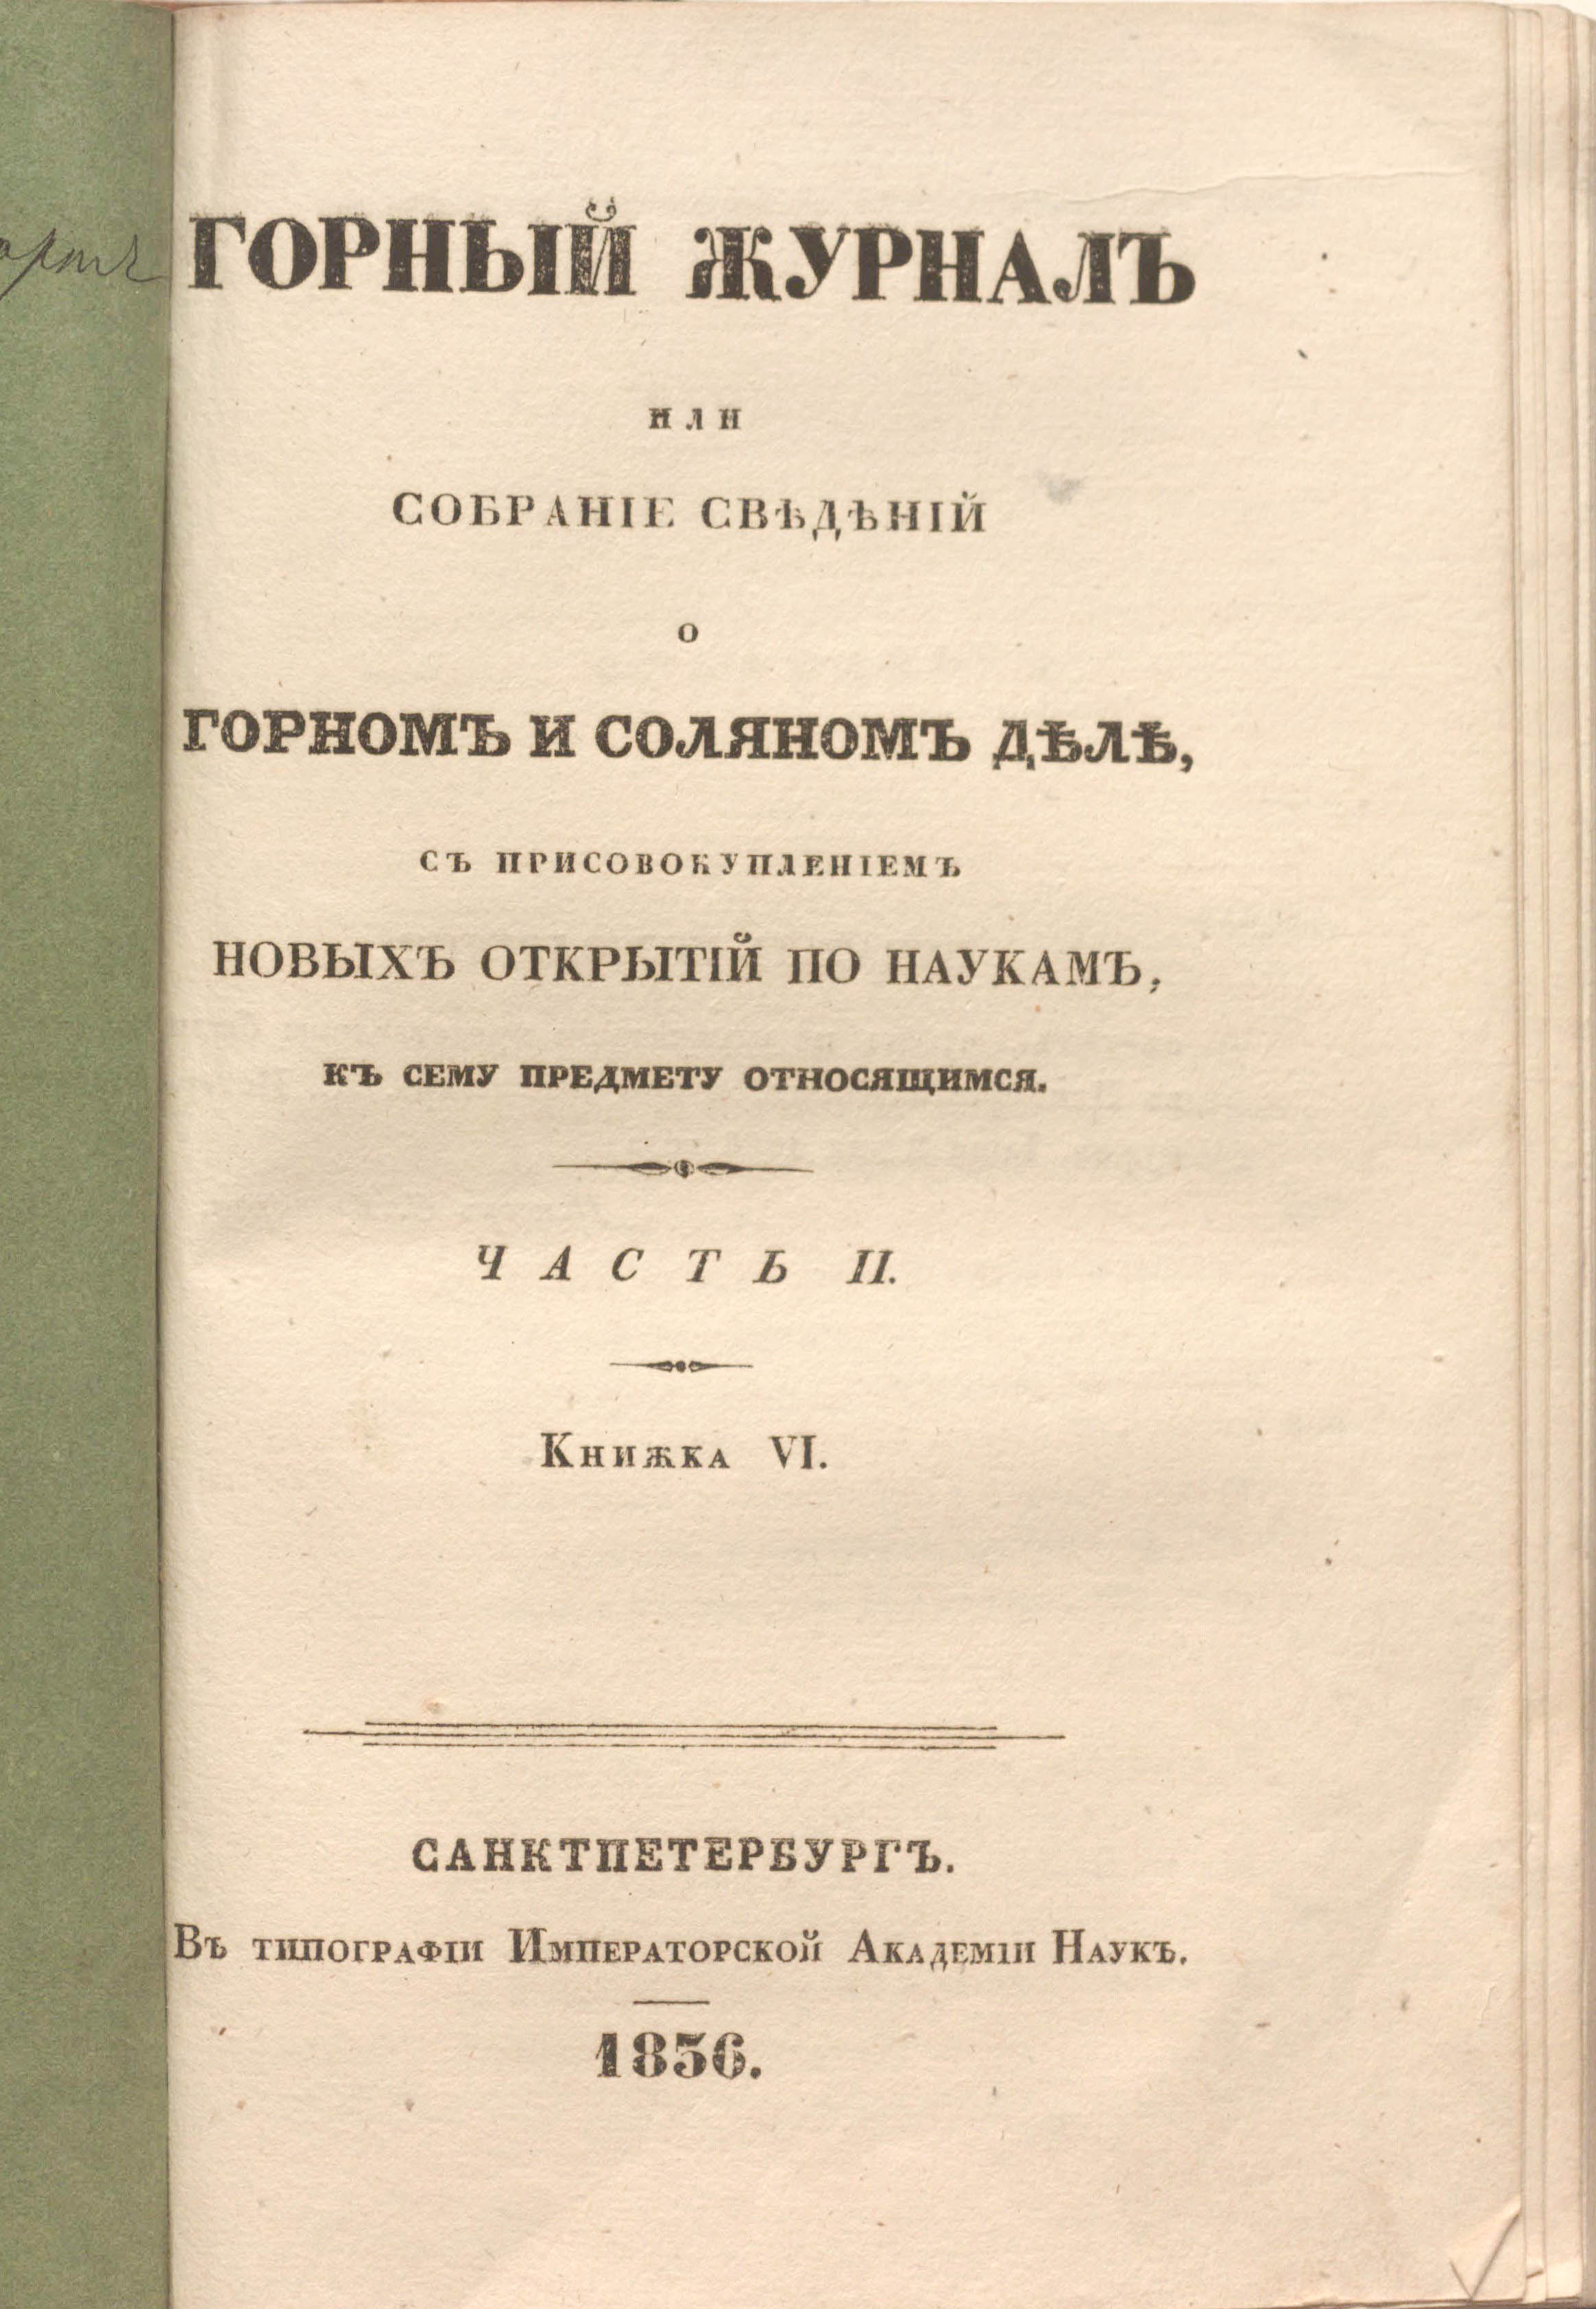 ГОРНЫЙ ЖУРНАЛЪ
или
СОБРАНІЕ СВѢДѢНІЙ
о
ГОРНОМЪ И СОЛЯНОМЪ ДѢЛѢ,
СЪ ПРИСОВОКУПЛЕНІЕМЪ
НОВЫХЪ ОТКРЫТІЙ ПО НАУКАМЪ,
КЪ СЕМУ ПРЕДМЕТУ ОТНОСЯЩИМСЯ.
ЧАСТЬ II.
Книжка VI.
САНКТПЕТЕРБУРГЪ.
Въ типографіи Императорской Академіи Наукъ.
1836.